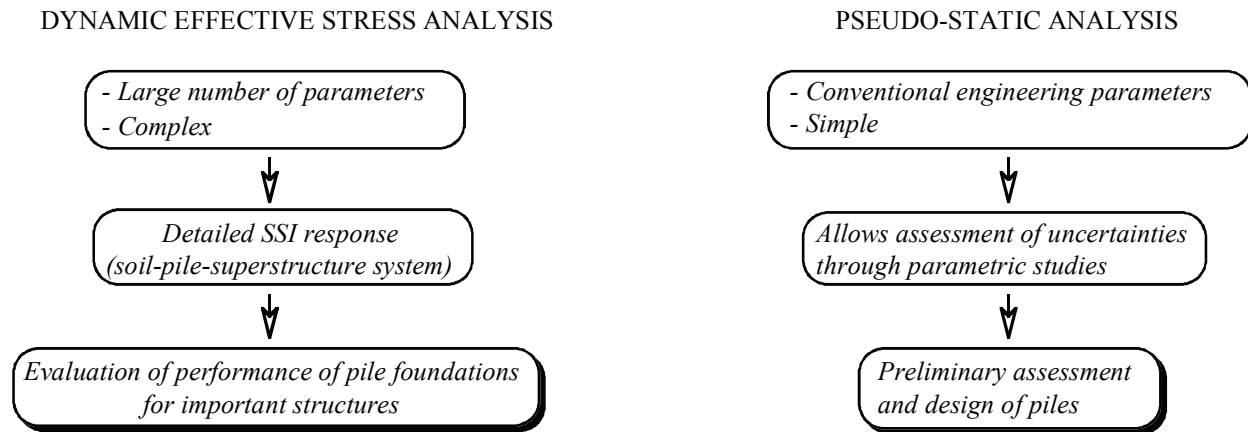 DYNAMIC EFFECTIVE STRESS ANALYSIS
- Large number of parameters
- Complex
Detailed SSI response
(soil-pile-superstructure system)
Evaluation of performance of pile foundations
for important structures
PSEUDO-STATIC ANALYSIS
- Conventional engineering parameters
- Simple
Allows assessment of uncertainties
through parametric studies
Preliminary assessment
and design of piles